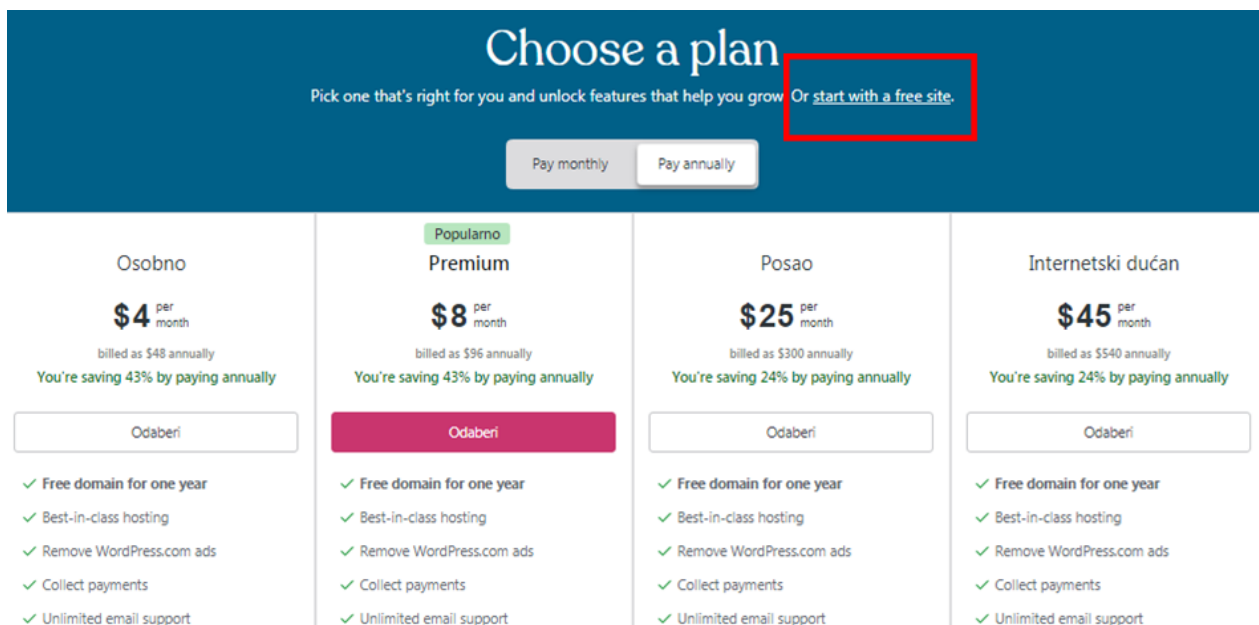 Choose a plan
Pick one that's right for you and unlock features that help you grow. Or start with a free site.
Pay monthly
Pay annually
Osobno
$4 per month
billed as $48 annually
You're saving 43% by paying annually
Odaberi
Free domain for one year
Best-in-class hosting
Remove WordPress.com ads
Collect payments
Unlimited email support
Popularno
Premium
$8 per month
billed as $96 annually
You're saving 43% by paying annually
Odaberi
Free domain for one year
Best-in-class hosting
Remove WordPress.com ads
Collect payments
Unlimited email support
Posao
$25 per month
billed as $300 annually
You're saving 24% by paying annually
Odaberi
Free domain for one year
Best-in-class hosting
Remove WordPress.com ads
Collect payments
Unlimited email support
Internetski dućan
$45 per month
billed as $540 annually
You're saving 24% by paying annually
Odaberi
Free domain for one year
Best-in-class hosting
Remove WordPress.com ads
Collect payments
Unlimited email support